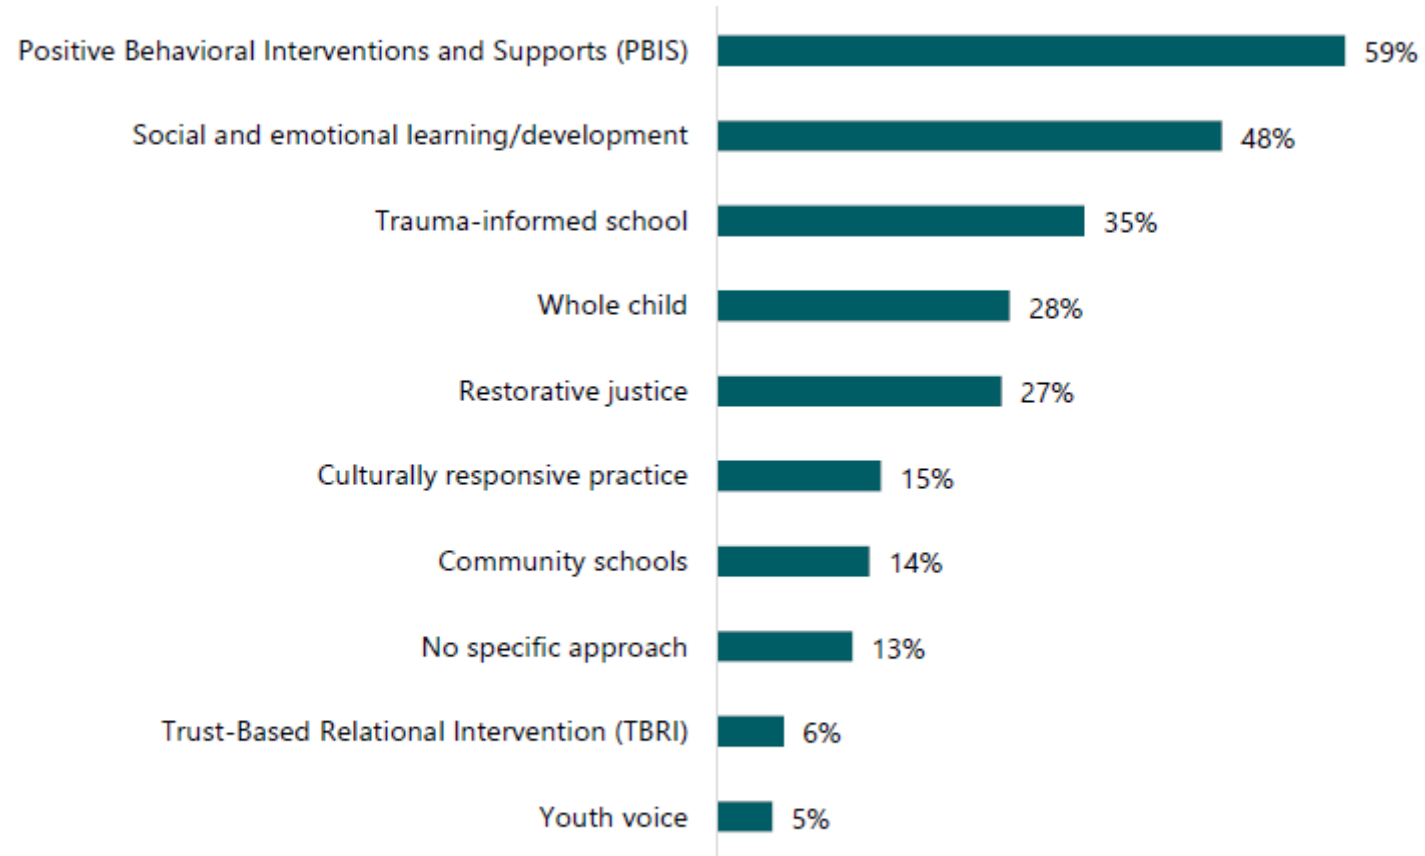 Positive Behavioral Interventions and Supports (PBIS) 59%
Social and emotional learning/development 48%
Trauma-informed school 35%
Whole child 28%
Restorative justice 27%
Culturally responsive practice 15%
Community schools 14%
No specific approach 13%
Trust-Based Relational Intervention (TBRI) 6%
Youth voice 5%